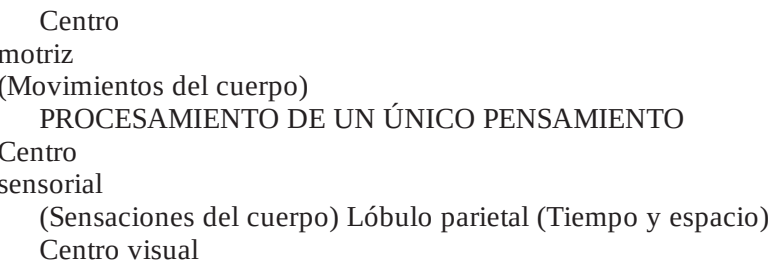 Centro
motriz
(Movimientos del cuerpo)
PROCESAMIENTO DE UN ÚNICO PENSAMIENTO
Centro
sensorial
(Sensaciones del cuerpo) Lóbulo parietal (Tiempo y espacio)
Centro visual